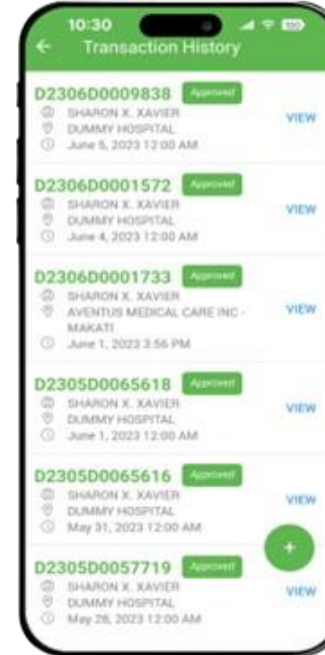 10:30
100
Transaction History
D2306D0009838 Approved
SHARON X. XAVIER
DUMMY HOSPITAL
June 5, 2023 12:00 AM
VIEW
D2306D0001572 Approved
SHARON X. XAVIER
DUMMY HOSPITAL
June 4, 2023 12:00 AM
VIEW
D2306D0001733 Approved
SHARON X. XAVIER
AVENTUS MEDICAL CARE INC -
MAKATI
June 1, 2023 3:56 PM
VIEW
D2305D0065618 Approved
SHARON X. XAVIER
DUMMY HOSPITAL
June 1, 2023 12:00 AM
VIEW
D2305D0065616 Approved
SHARON X. XAVIER
DUMMY HOSPITAL
May 31, 2023 12:00 AM
VIEW
D2305D0057719 Approved
SHARON X. XAVIER
DUMMY HOSPITAL
May 28, 2023 12:00 AM
VIEW